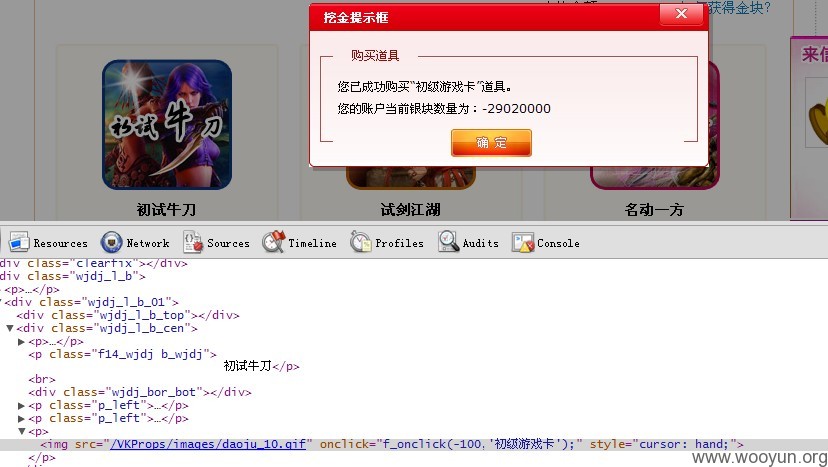 何获得金块?
挖金提示框
来信
购买道具
您已成功购买“初级游戏卡”道具。
您的账户当前银块数量为：-29020000
确 定
初试牛刀
初试牛刀
试剑江湖
名动一方
Resources Network Sources Timeline Profiles Audits Console
div class="clearfix"></div>
div class="wjdj_l_b">
<p>…</p>
<div class="wjdj_l_b_01">
<div class="wjdj_l_b_top"></div>
▼<div class="wjdj_l_b_cen">
▶<p>…</p>
<p class="f14_wjdj b_wjdj">
初试牛刀</p>
<br>
<div class="wjdj_bor_bot"></div>
▶<p class="p_left">…</p>
▶<p class="p_left">…</p>
▼<p>
<img src="/VKProps/images/daoju_10.gif" onclick="f_onclick(-100,'初级游戏卡');" style="cursor: hand;">
</p>
www.wooyun.org